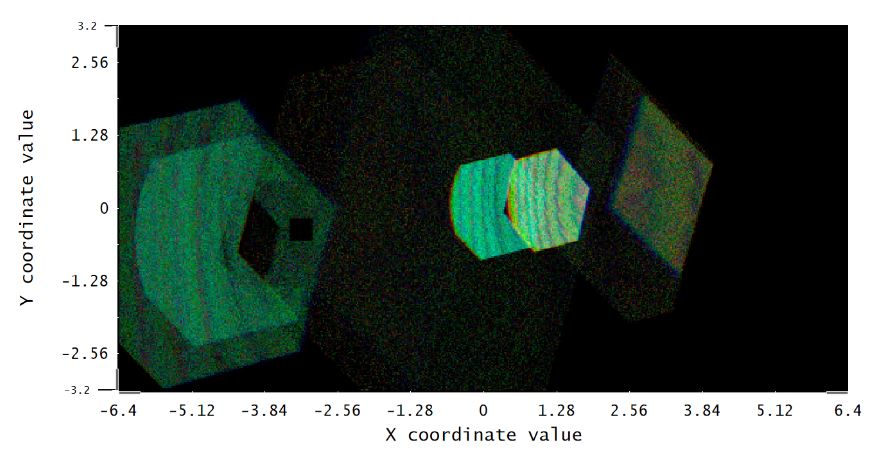 3.2
2.56
1.28
0
-1.28
-2.56
-3.2
Y coordinate value
-6.4 -5.12 -3.84 -2.56 -1.28 0 1.28 2.56 3.84 5.12 6.4
X coordinate value